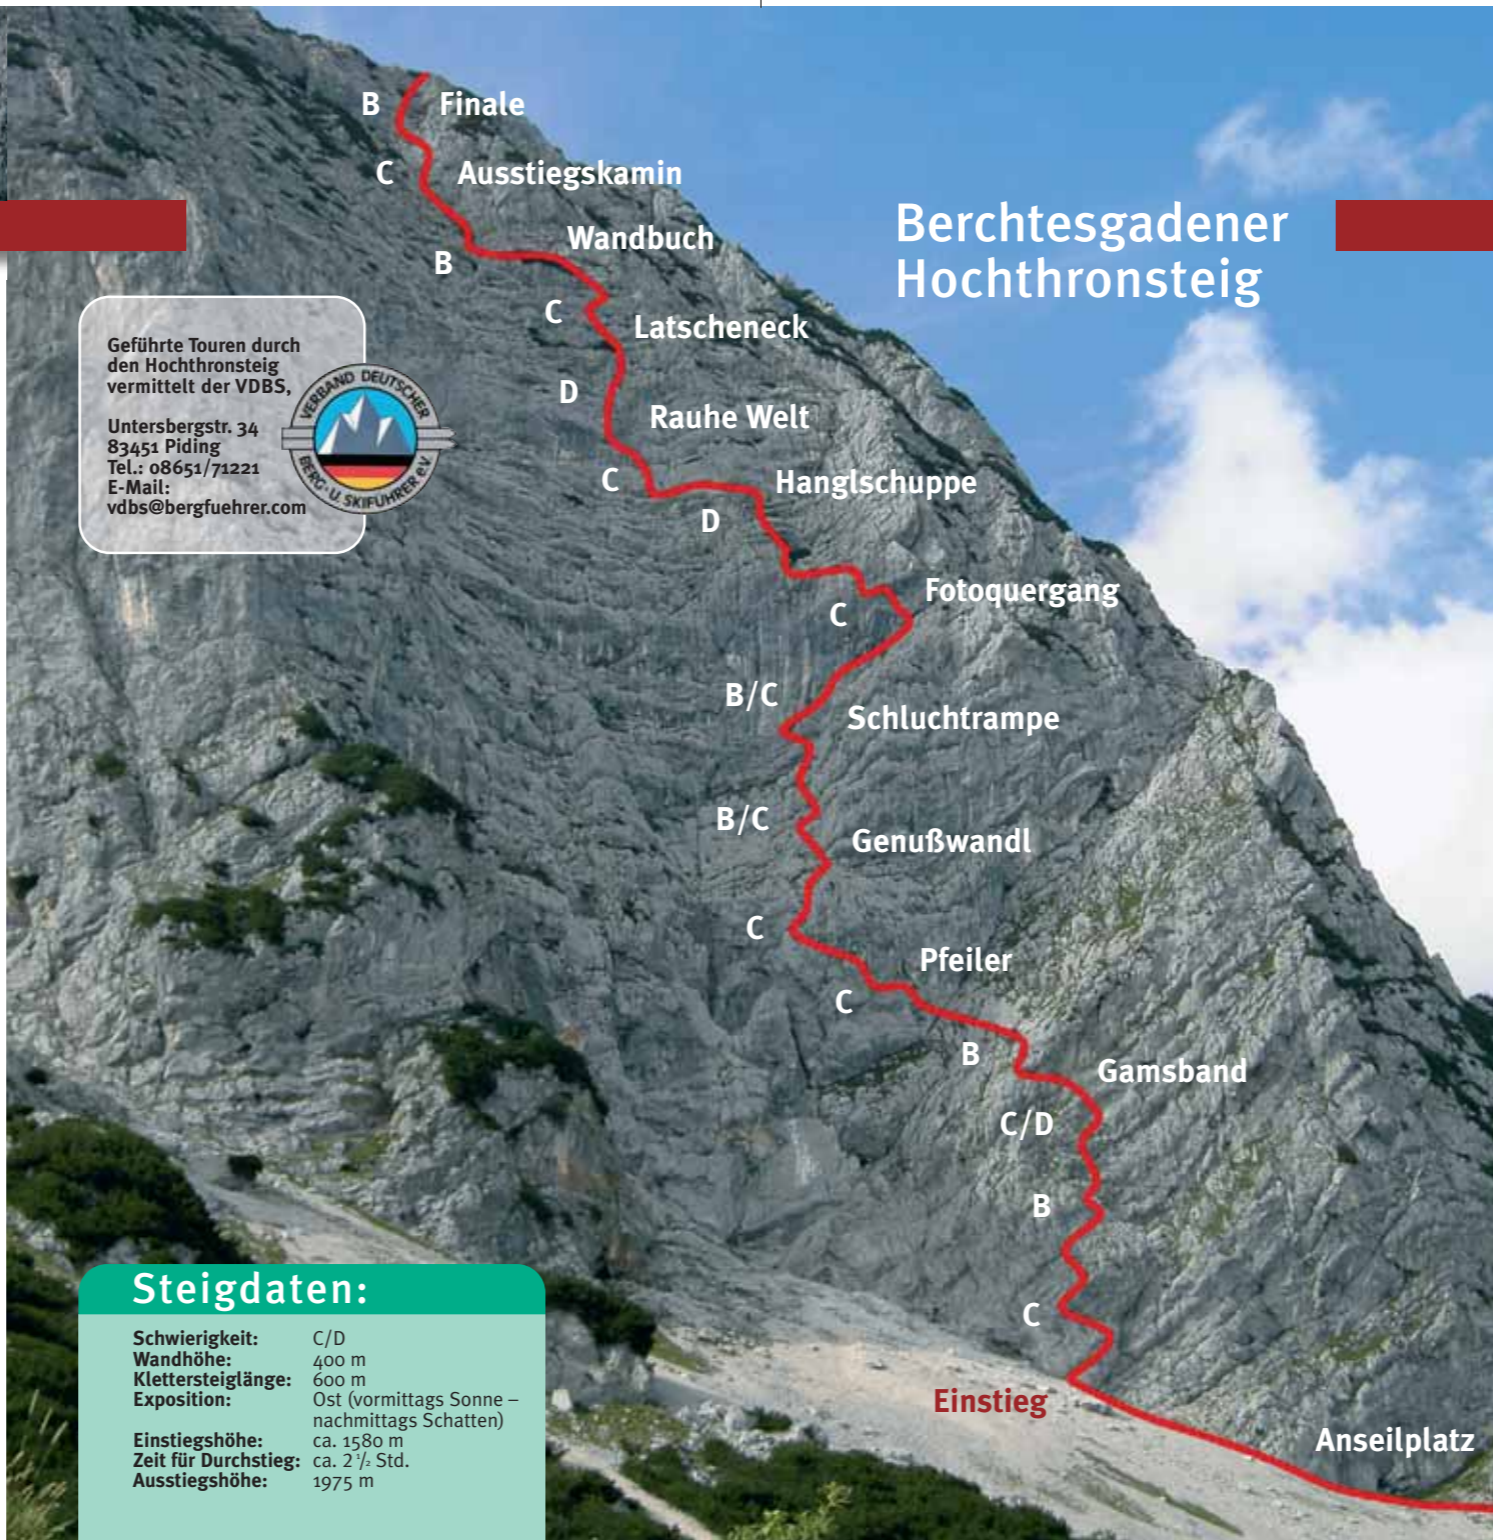 B Finale
C Ausstiegskamin
Wandbuch
B
Berchtesgadener
Hochthronsteig
C
Latscheneck
D
Rauhe Welt
C
Hanglschuppe
D
Fotoquergang
C
B/C
Schluchtrampe
B/C
Genußwandl
C
Pfeiler
C
B
Gamsband
C/D
B
C
Einstieg
Anseilplatz
Geführte Touren durch
den Hochthronsteig
vermittelt der VDBS,
Untersbergstr. 34
83451 Piding
Tel.: 08651/71221
E-Mail:
vdbs@bergfuehrer.com
VERBAND DEUTSCHER
BERG- U. SKIFÜHRER e.V.
Steigdaten:
Schwierigkeit: C/D
Wandhöhe: 400 m
Klettersteiglänge: 600 m
Exposition: Ost (vormittags Sonne –
nachmittags Schatten)
Einstiegshöhe: ca. 1580 m
Zeit für Durchstieg: ca. 2 1/2 Std.
Ausstiegshöhe: 1975 m